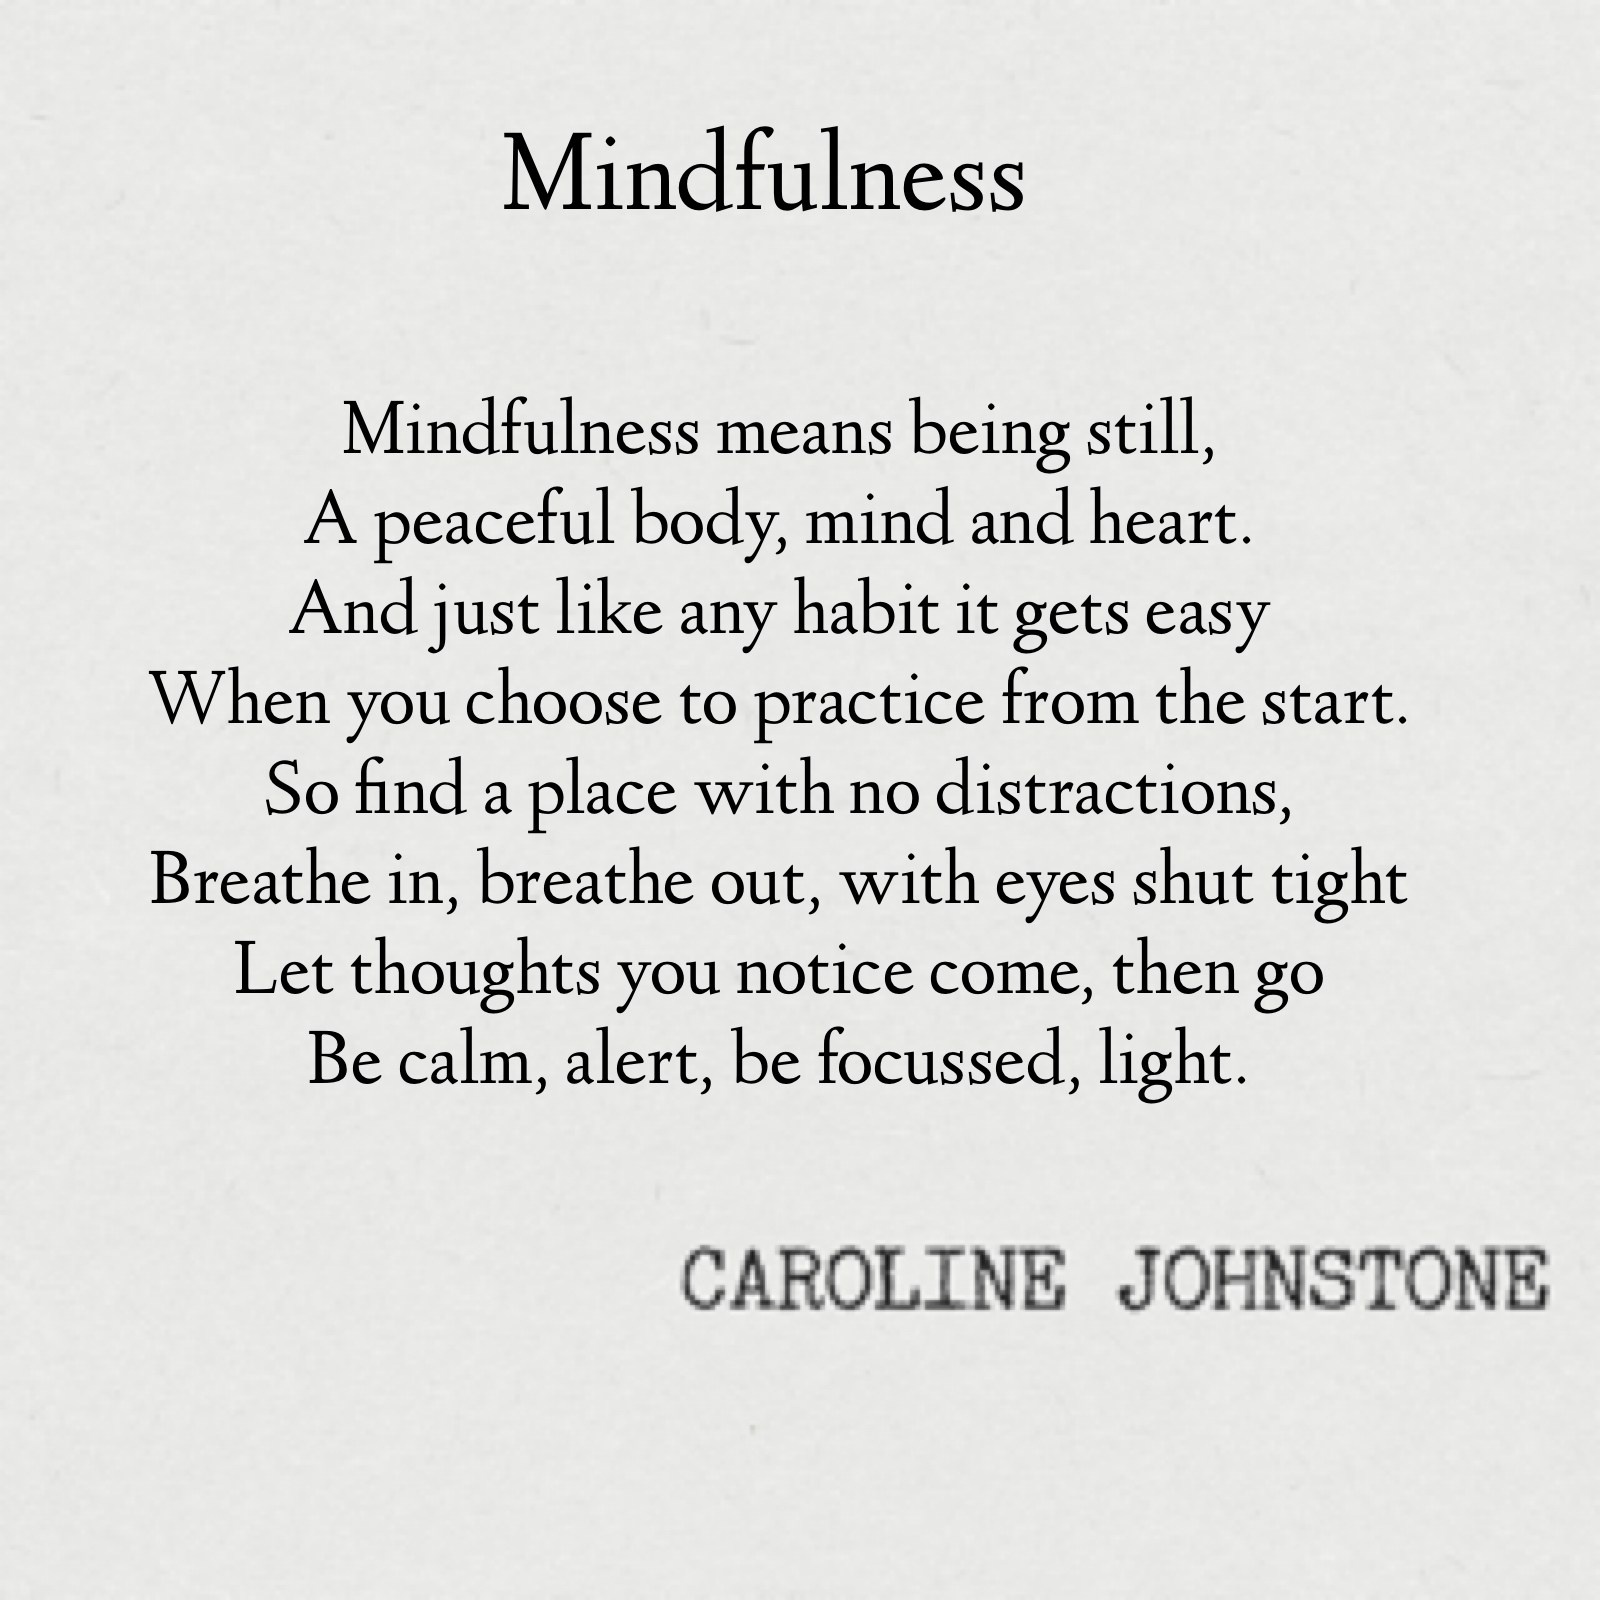 Mindfulness
Mindfulness means being still,
A peaceful body, mind and heart.
And just like any habit it gets easy
When you choose to practice from the start.
So find a place with no distractions,
Breathe in, breathe out, with eyes shut tight
Let thoughts you notice come, then go
Be calm, alert, be focussed, light.
CAROLINE JOHNSTONE